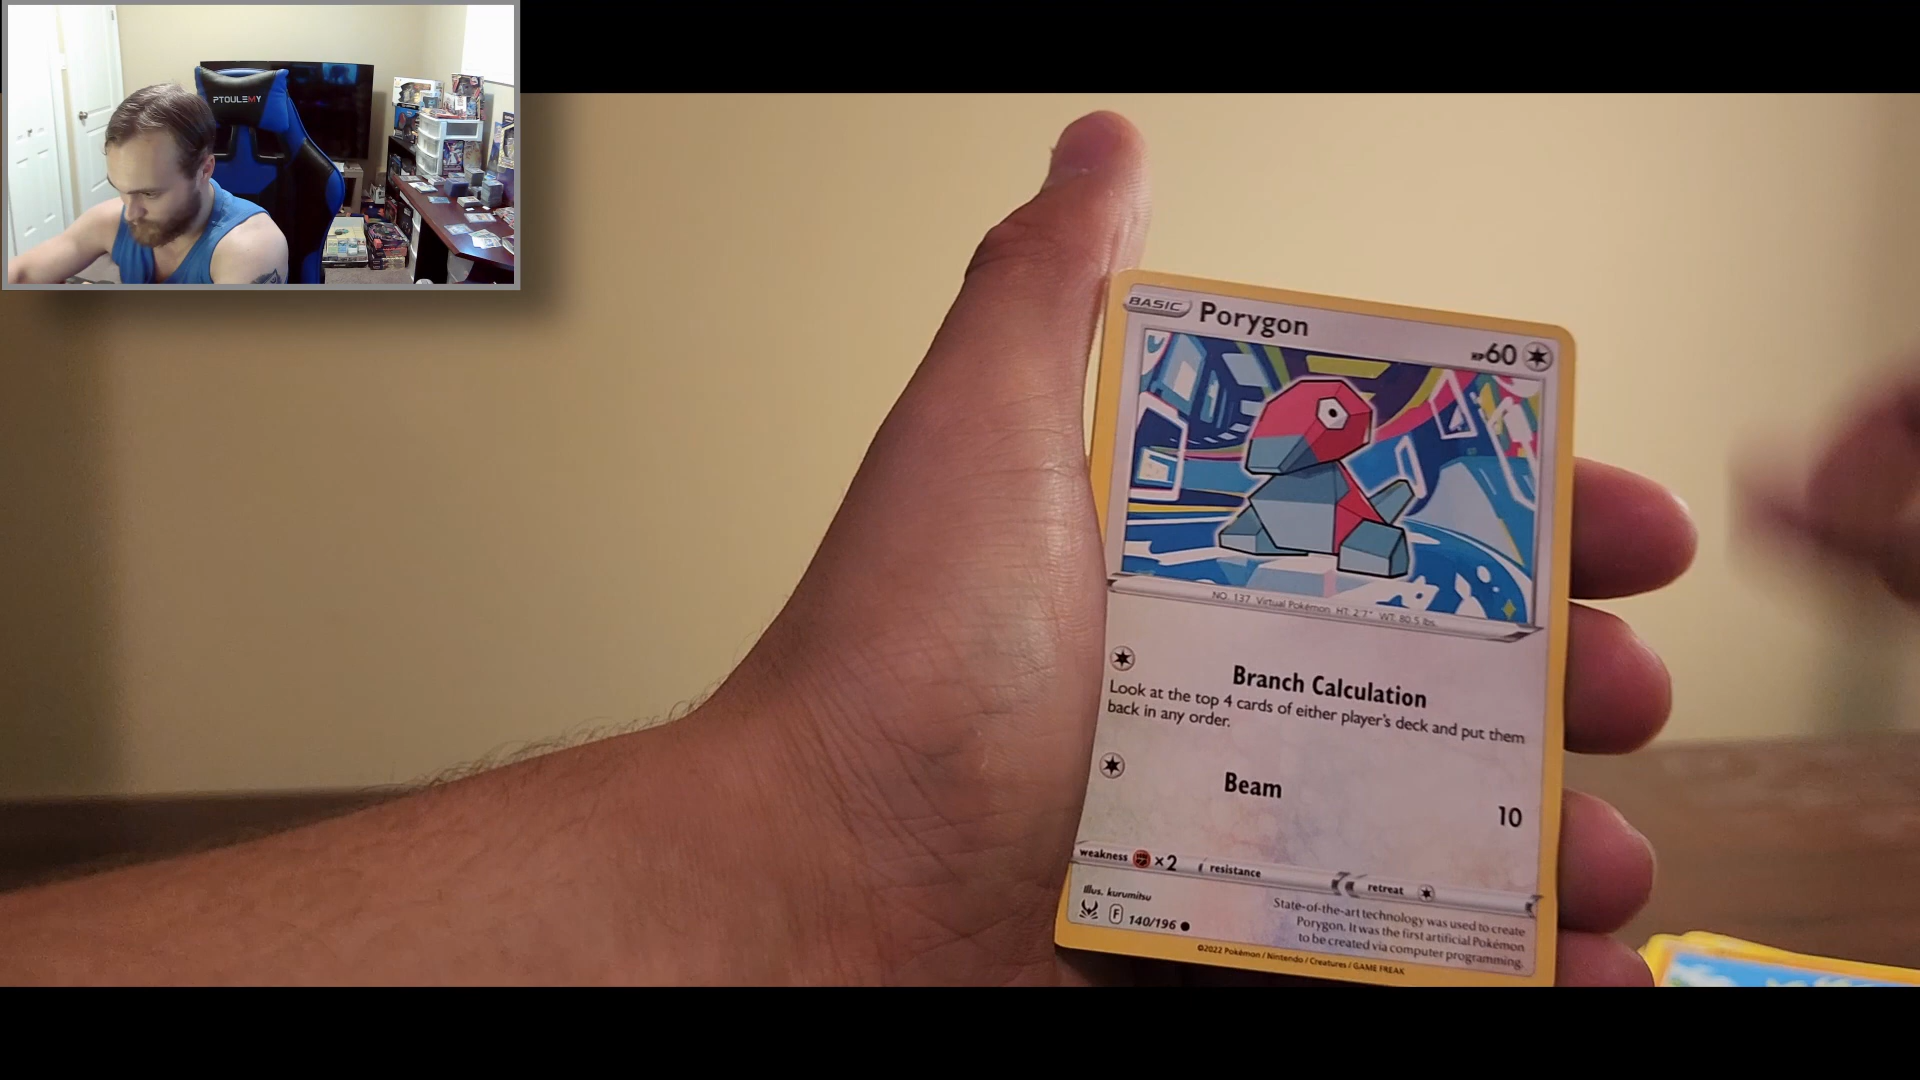 PTOULEMY
BASIC Porygon HP60
NO. 137 Virtual Pokémon HT: 2'7" WT: 80.5 lbs.
Branch Calculation
Look at the top 4 cards of either player's deck and put them
back in any order.
Beam 10
weakness ×2 resistance retreat
Illus. kurumitsu
F 140/196
State-of-the-art technology was used to create
Porygon. It was the first artificial Pokémon
to be created via computer programming.
©2022 Pokémon / Nintendo / Creatures / GAME FREAK